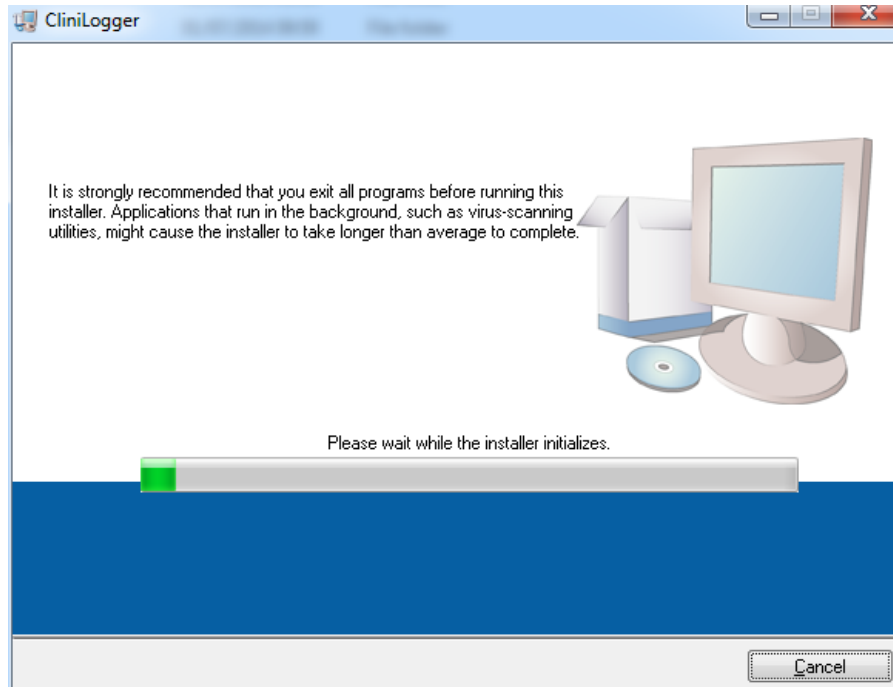 CliniLogger
It is strongly recommended that you exit all programs before running this
installer. Applications that run in the background, such as virus-scanning
utilities, might cause the installer to take longer than average to complete.
Please wait while the installer initializes.
Cancel